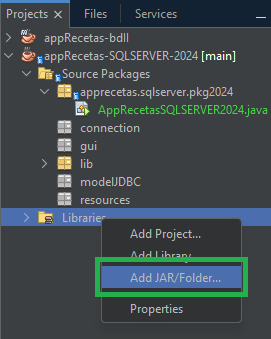 Projects × Files Services
appRecetas-bdll
appRecetas-SQLSERVER-2024 [main]
Source Packages
apprecetas.sqlserver.pkg2024
AppRecetasSQLSERVER2024.java
connection
gui
lib
modelJDBC
resources
Libraries
Add Project...
Add Library...
Add JAR/Folder...
Properties